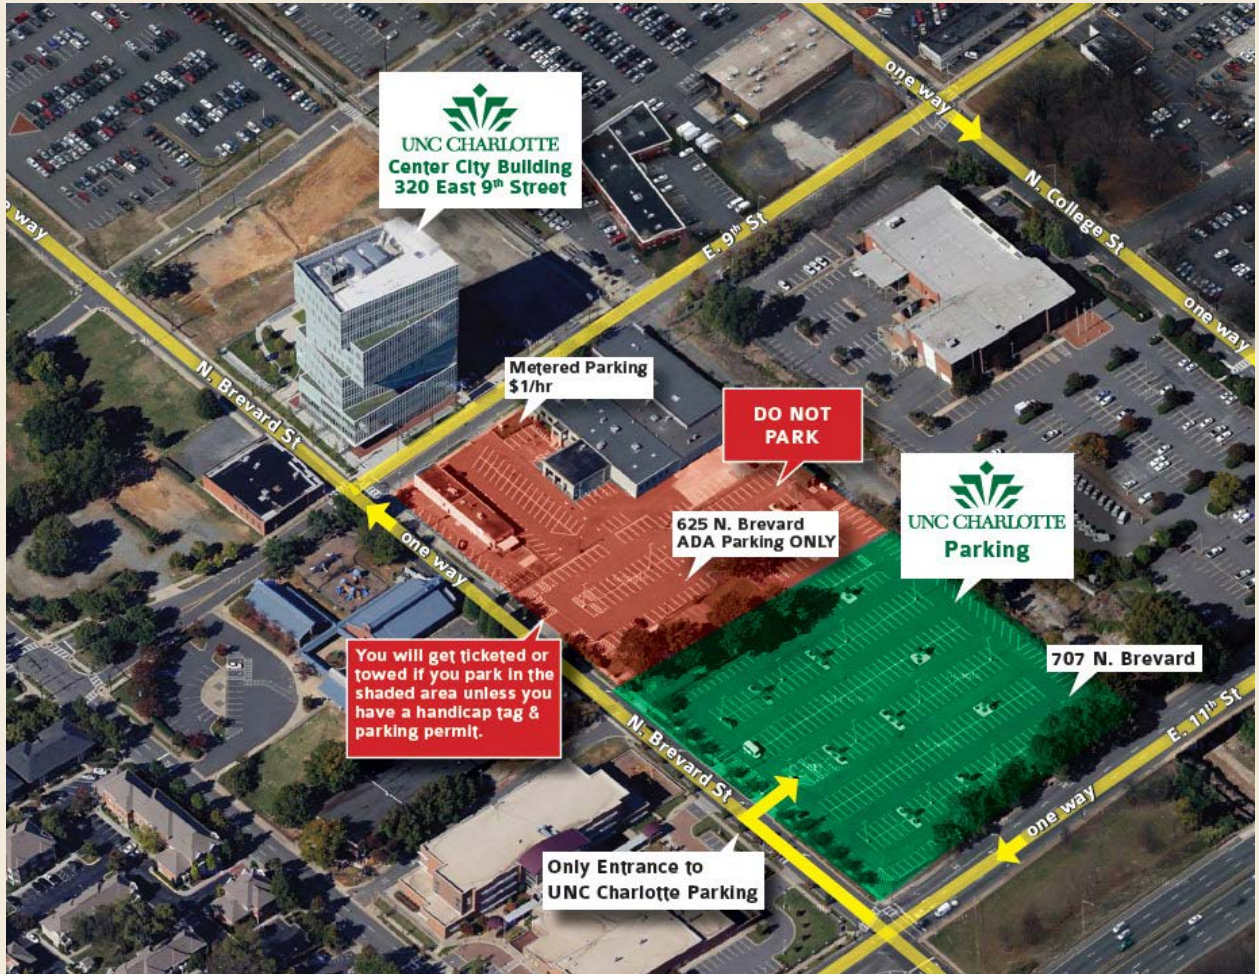 one way
UNC CHARLOTTE
Center City Building
320 East 9th Street
N. College St
one way
e way
E. 9th St
N. Brevard St
Metered Parking
$1/hr
DO NOT
PARK
UNC CHARLOTTE
Parking
625 N. Brevard
ADA Parking ONLY
one way
You will get ticketed or
towed if you park in the
shaded area unless you
have a handicap tag &
parking permit.
707 N. Brevard
E. 11th St
N. Brevard St
one way
Only Entrance to
UNC Charlotte Parking